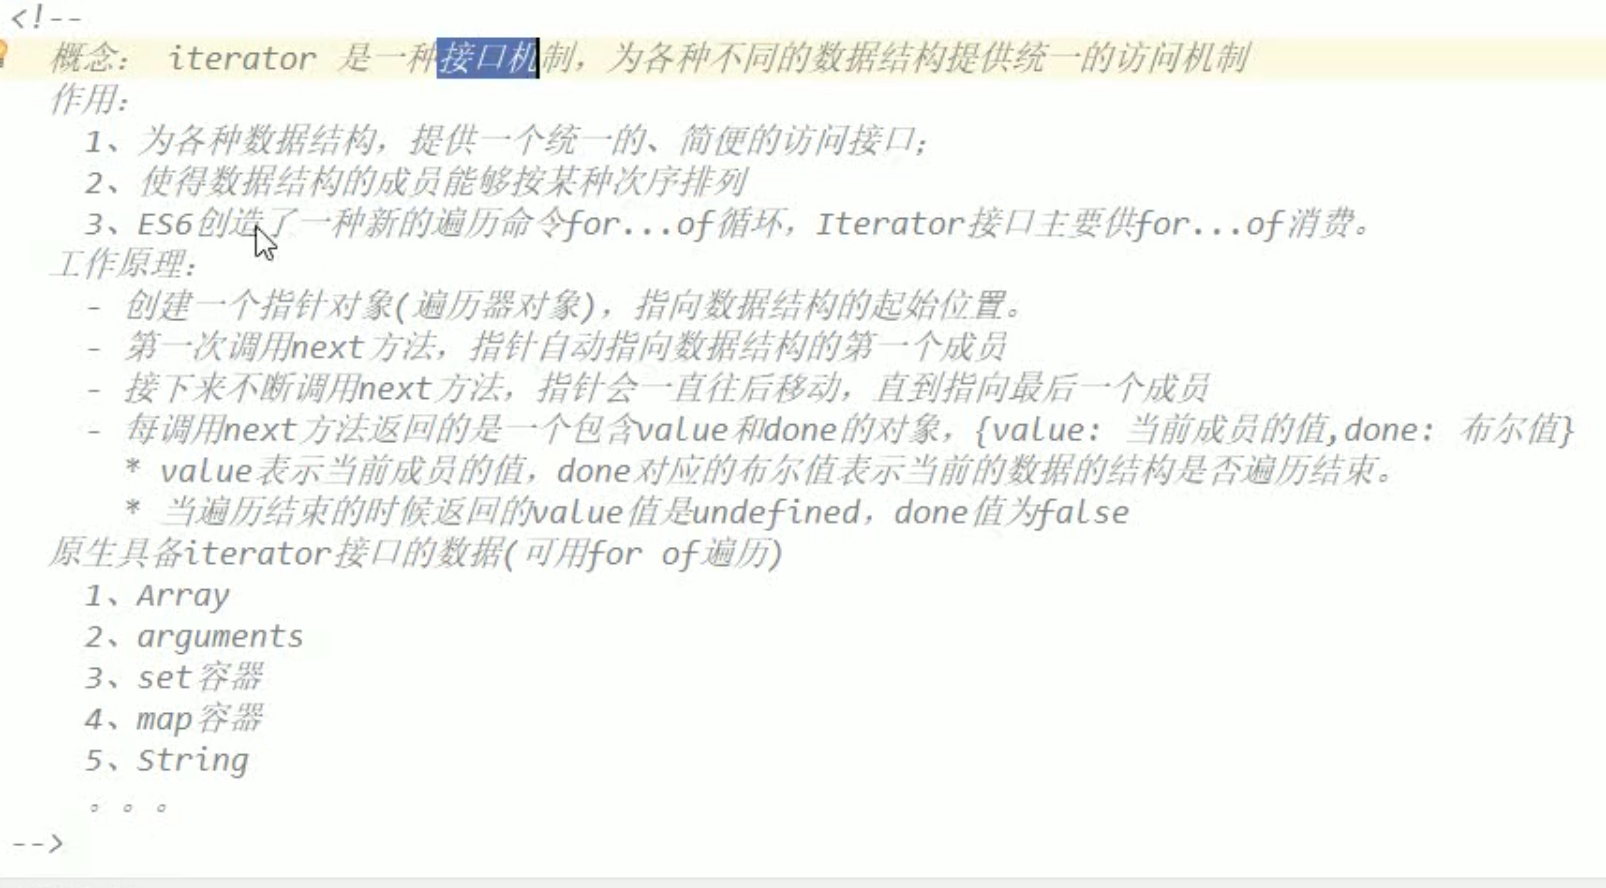 <!--
概念： iterator 是一种接口机制，为各种不同的数据结构提供统一的访问机制
作用：
1、为各种数据结构，提供一个统一的、简便的访问接口；
2、使得数据结构的成员能够按某种次序排列
3、ES6创造了一种新的遍历命令for...of循环，Iterator接口主要供for...of消费。
工作原理：
- 创建一个指针对象(遍历器对象)，指向数据结构的起始位置。
- 第一次调用next方法，指针自动指向数据结构的第一个成员
- 接下来不断调用next方法，指针会一直往后移动，直到指向最后一个成员
- 每调用next方法返回的是一个包含value和done的对象，{value: 当前成员的值,done: 布尔值}
* value表示当前成员的值，done对应的布尔值表示当前的数据的结构是否遍历结束。
* 当遍历结束的时候返回的value值是undefined，done值为false
原生具备iterator接口的数据(可用for of遍历)
1、Array
2、arguments
3、set容器
4、map容器
5、String
。。。
-->